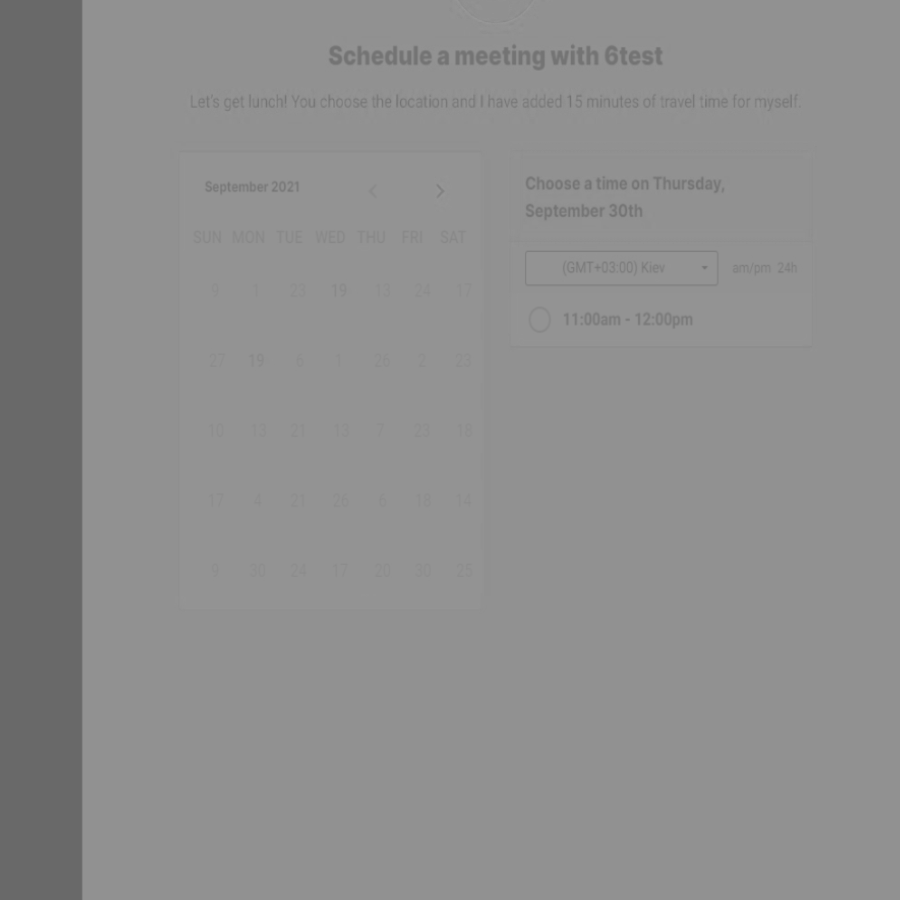 Schedule a meeting with 6test
Let's get lunch! You choose the location and I have added 15 minutes of travel time for myself.
September 2021
SUN MON TUE WED THU FRI SAT
9 1 23 19 13 24 17
27 19 6 1 26 2 23
10 13 21 13 7 23 18
17 4 21 26 6 18 14
9 30 24 17 20 30 25
Choose a time on Thursday,
September 30th
(GMT+03:00) Kiev am/pm 24h
11:00am - 12:00pm